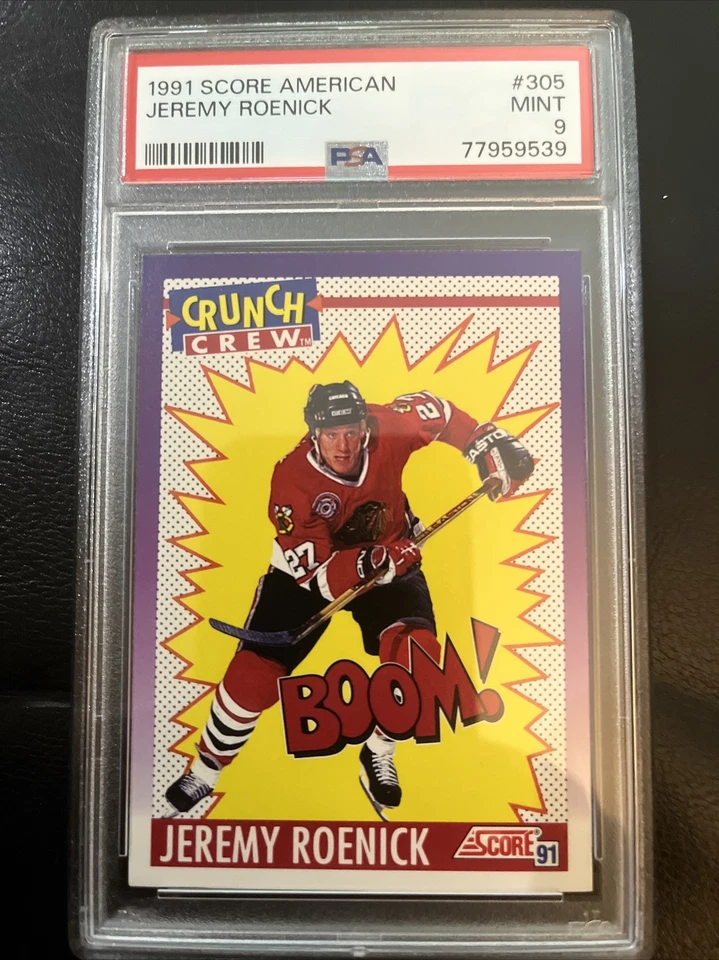 1991 SCORE AMERICAN #305
JEREMY ROENICK MINT
9
PSA 77959539
CRUNCH
CREW TM
27
EASTON
BOOM!
JEREMY ROENICK SCORE® 91